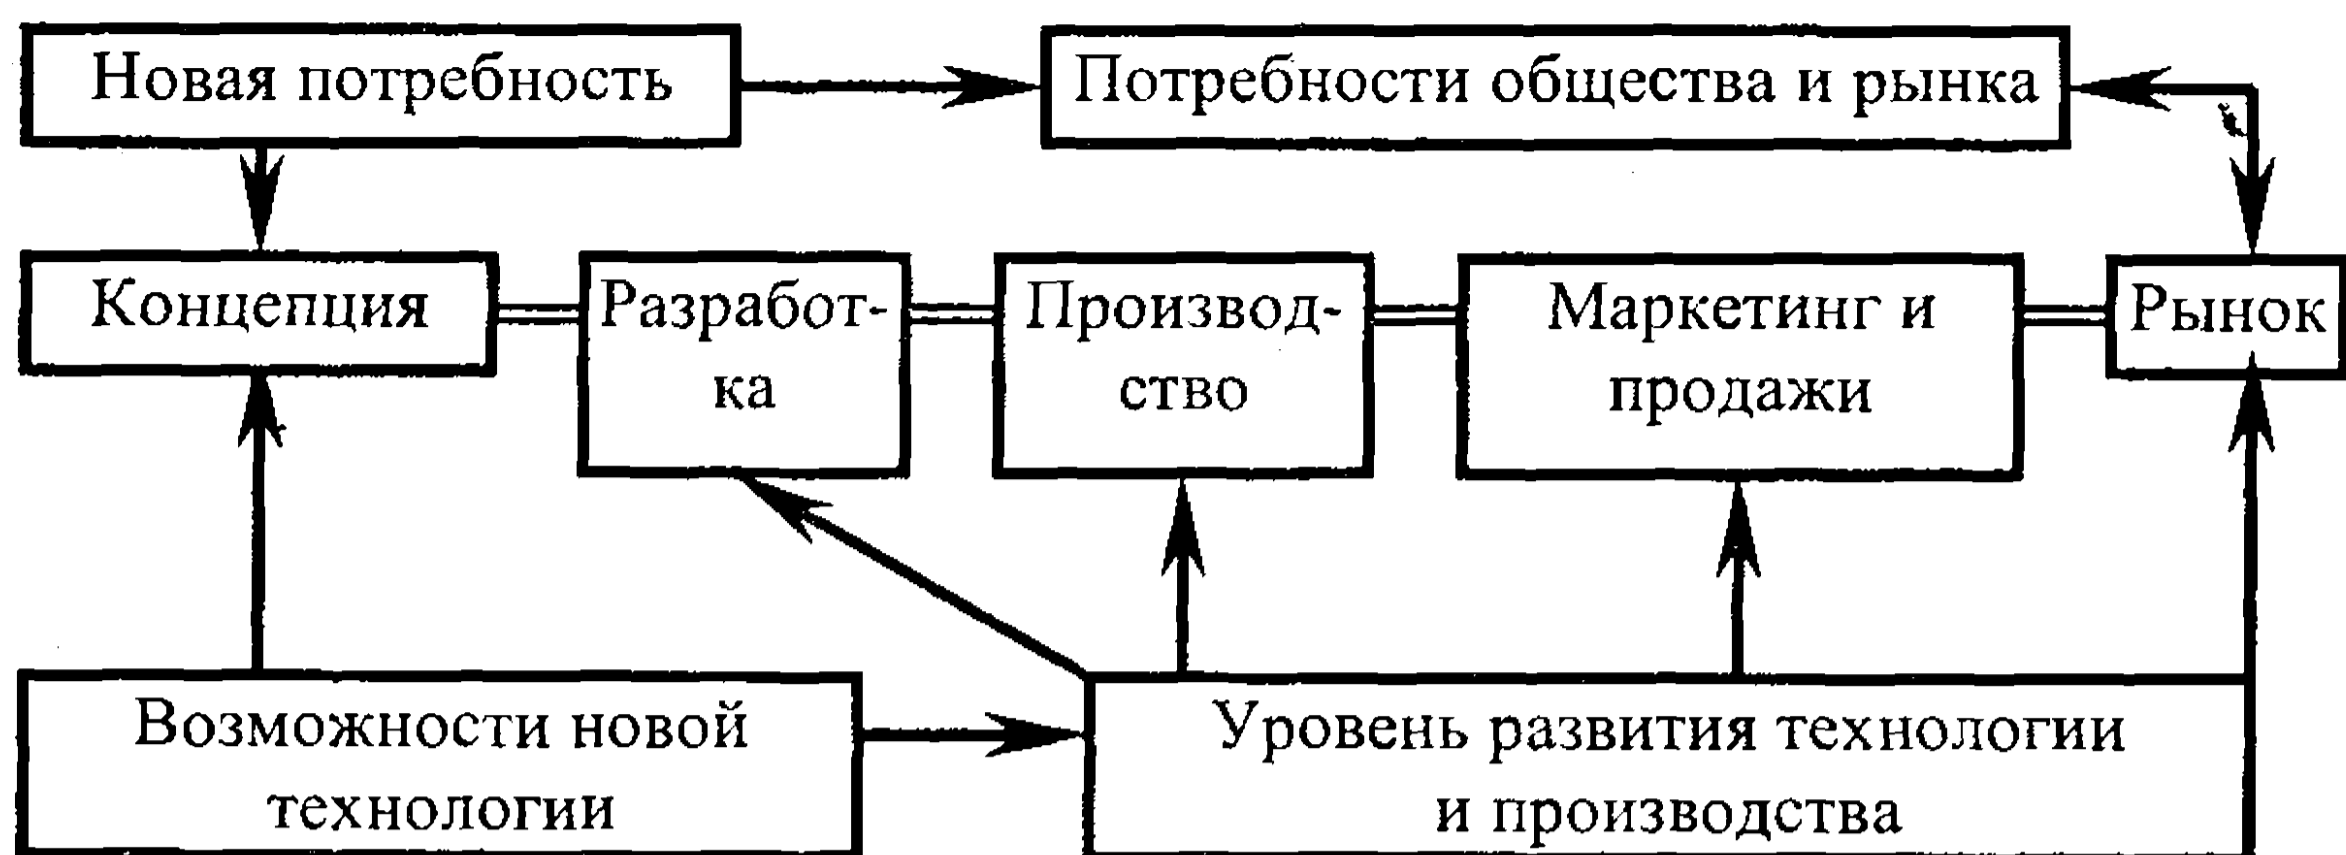 Новая потребность
Потребности общества и рынка
Концепция
Разработ-
ка
Производ-
ство
Маркетинг и
продажи
Рынок
Возможности новой
технологии
Уровень развития технологии
и производства